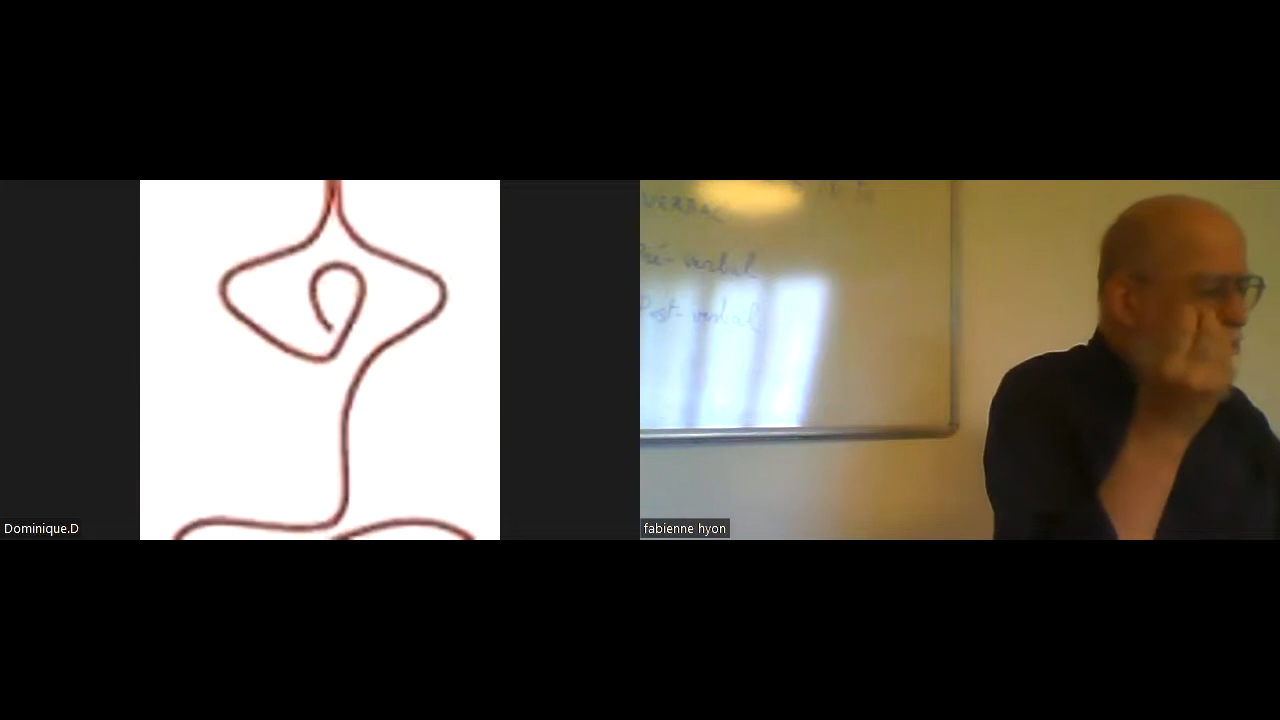 VERBAL
Pré-verbal
Post-verbal
Dominique.D
fabienne hyon